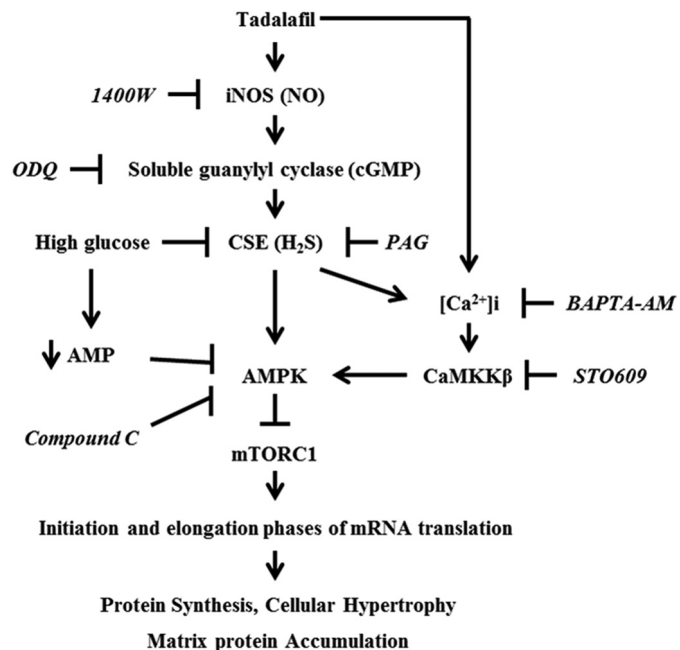 Tadalafil
1400W
iNOS (NO)
ODQ
Soluble guanylyl cyclase (cGMP)
High glucose
CSE (H₂S)
PAG
[Ca²⁺]i
BAPTA-AM
AMP
AMPK
CaMKKβ
STO609
Compound C
mTORC1
Initiation and elongation phases of mRNA translation
Protein Synthesis, Cellular Hypertrophy
Matrix protein Accumulation